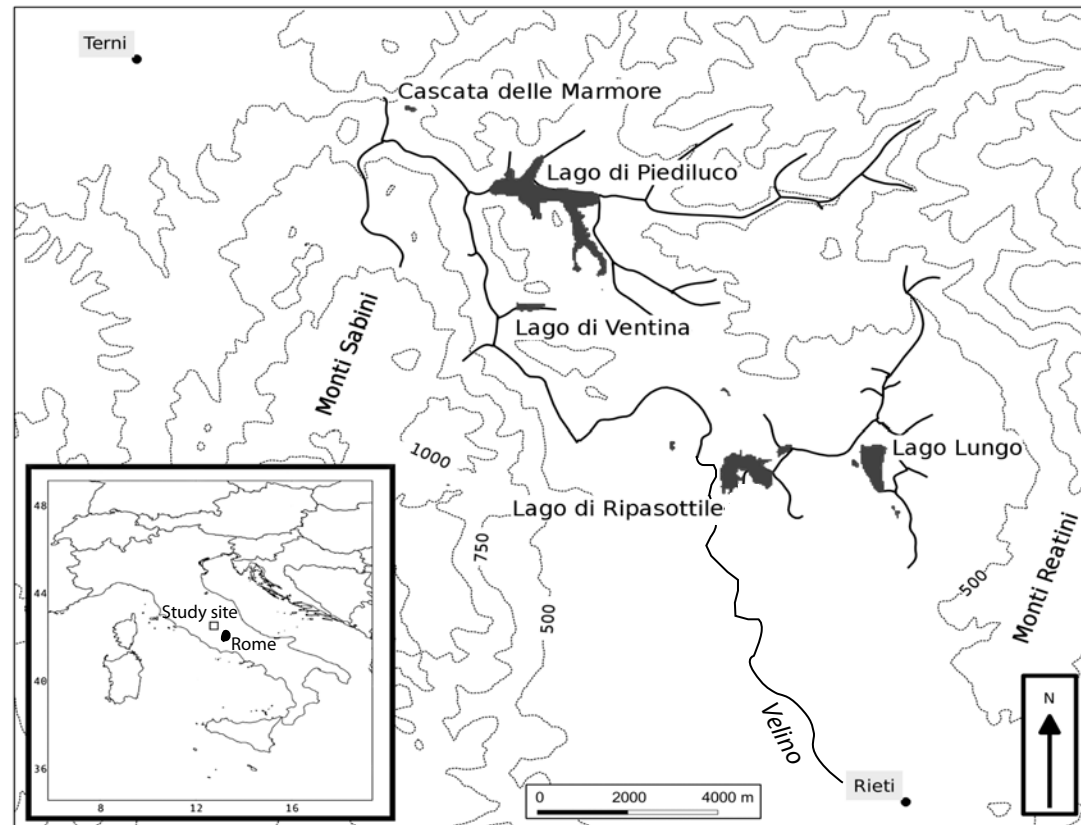 Terni
Cascata delle Marmore
Lago di Piediluco
Lago di Ventina
Monti Sabini
1000
Lago Lungo
Lago di Ripasottile
750
500
500
Monti Reatini
Velino
Rieti
N
0 2000 4000 m
48
44
40
36
8 12 16
Study site
Rome